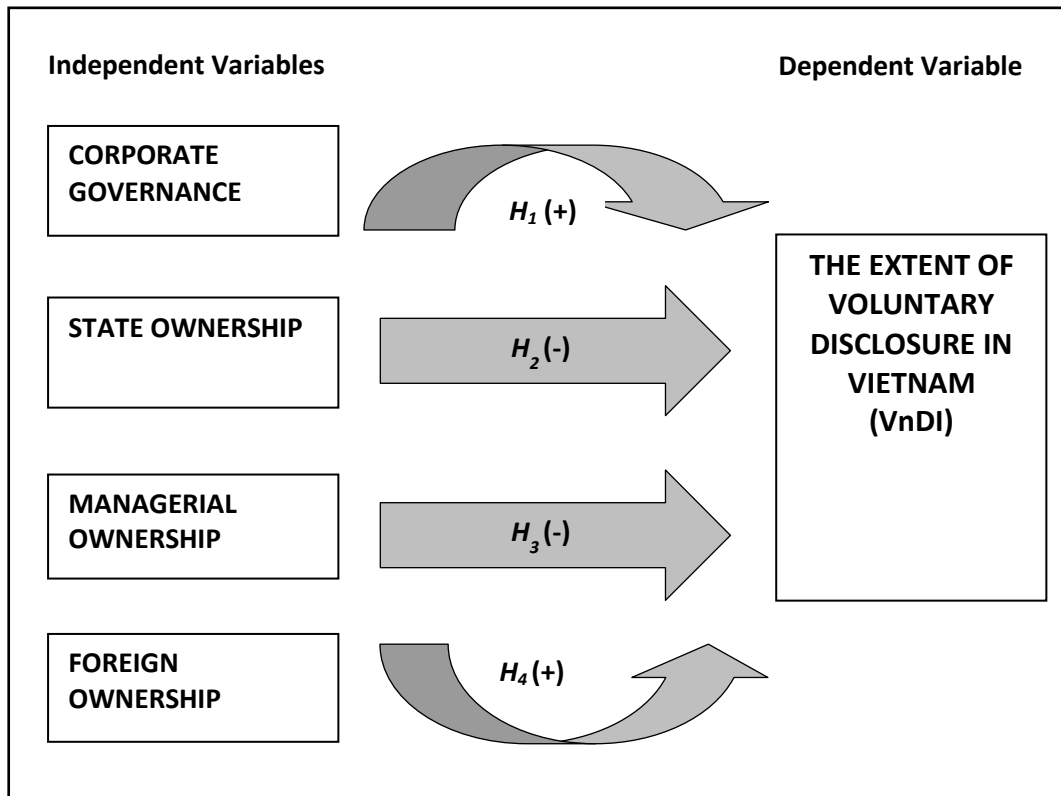 Independent Variables
Dependent Variable
CORPORATE
GOVERNANCE
H1 (+)
STATE OWNERSHIP
H2 (-)
MANAGERIAL
OWNERSHIP
H3 (-)
FOREIGN
OWNERSHIP
H4 (+)
THE EXTENT OF
VOLUNTARY
DISCLOSURE IN
VIETNAM
(VnDI)